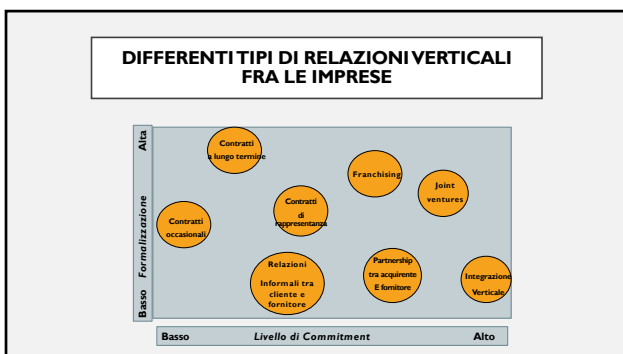 DIFFERENTI TIPI DI RELAZIONI VERTICALI
FRA LE IMPRESE
Alta
Formalizzazione
Basso
Contratti
a lungo termine
Franchising
Joint
ventures
Contratti
di
rappresentanza
Contratti
occasionali
Relazioni
Informali tra
cliente e
fornitore
Partnership
tra acquirente
E fornitore
Integrazione
Verticale
Basso
Livello di Commitment
Alto